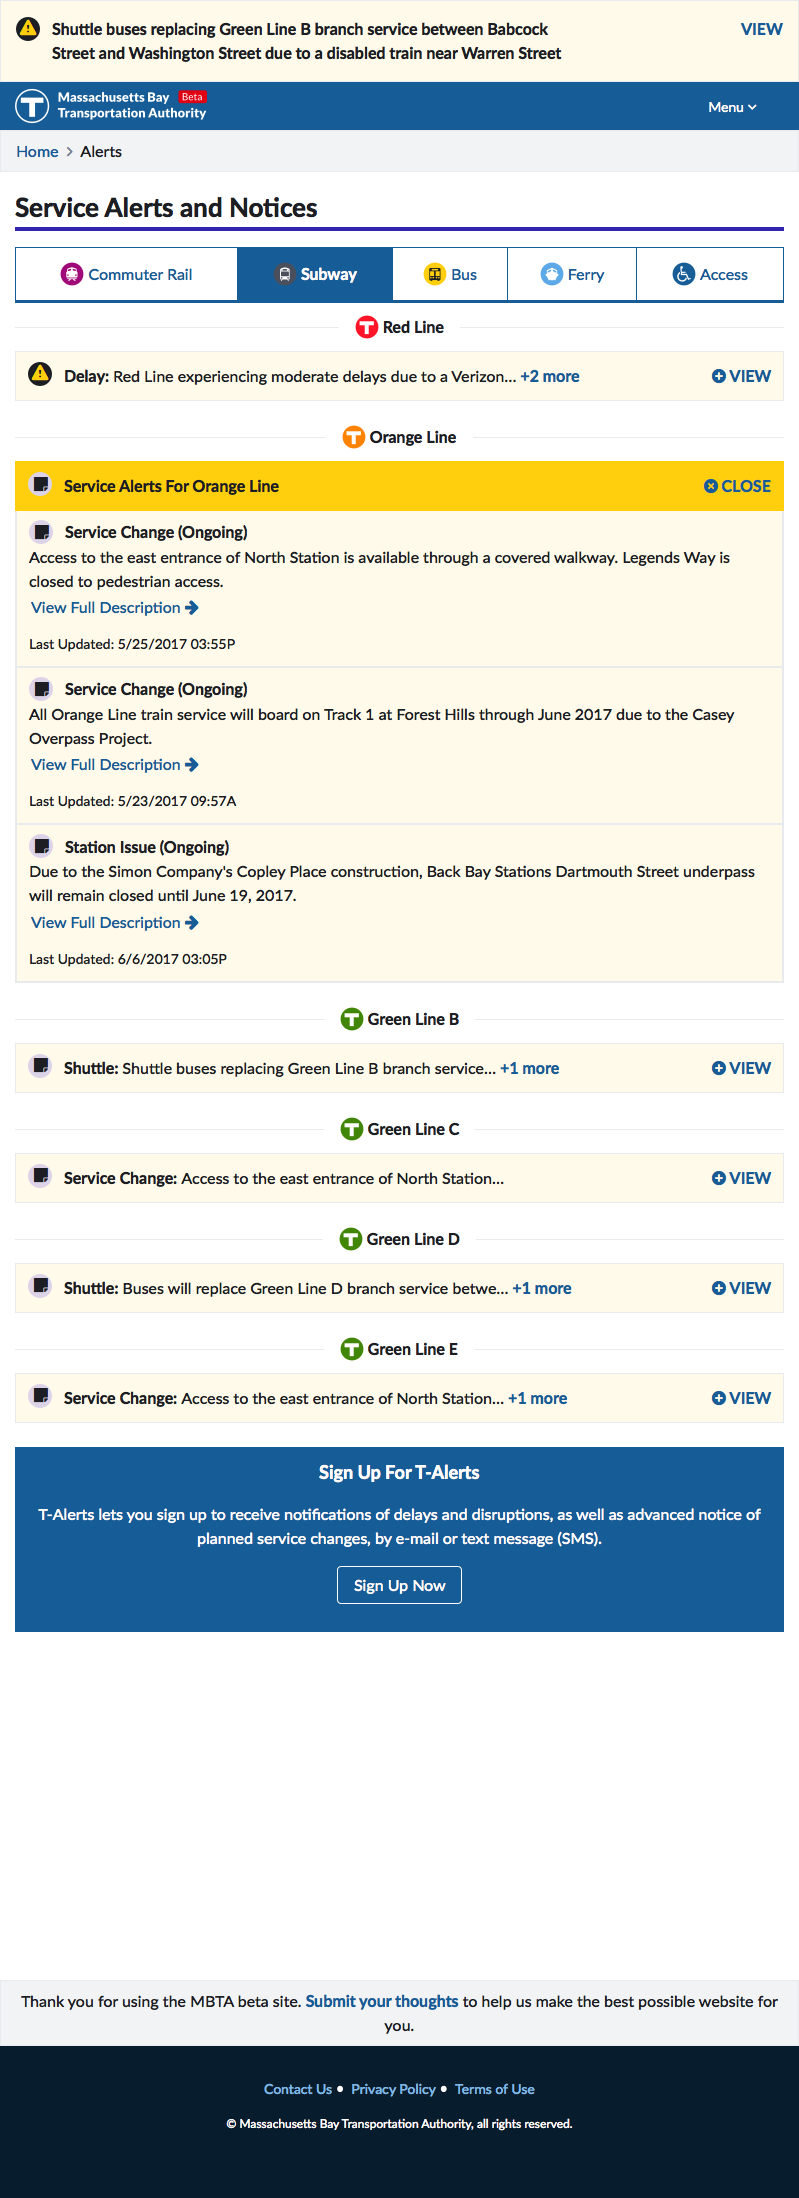 Shuttle buses replacing Green Line B branch service between Babcock
Street and Washington Street due to a disabled train near Warren Street
VIEW
Massachusetts Bay Beta
Transportation Authority
Menu
Home > Alerts
Service Alerts and Notices
Commuter Rail
Subway
Bus
Ferry
Access
T Red Line
Delay: Red Line experiencing moderate delays due to a Verizon... +2 more
VIEW
T Orange Line
Service Alerts For Orange Line
CLOSE
Service Change (Ongoing)
Access to the east entrance of North Station is available through a covered walkway. Legends Way is
closed to pedestrian access.
View Full Description
Last Updated: 5/25/2017 03:55P
Service Change (Ongoing)
All Orange Line train service will board on Track 1 at Forest Hills through June 2017 due to the Casey
Overpass Project.
View Full Description
Last Updated: 5/23/2017 09:57A
Station Issue (Ongoing)
Due to the Simon Company's Copley Place construction, Back Bay Stations Dartmouth Street underpass
will remain closed until June 19, 2017.
View Full Description
Last Updated: 6/6/2017 03:05P
T Green Line B
Shuttle: Shuttle buses replacing Green Line B branch service... +1 more
VIEW
T Green Line C
Service Change: Access to the east entrance of North Station...
VIEW
T Green Line D
Shuttle: Buses will replace Green Line D branch service betwe... +1 more
VIEW
T Green Line E
Service Change: Access to the east entrance of North Station... +1 more
VIEW
Sign Up For T-Alerts
T-Alerts lets you sign up to receive notifications of delays and disruptions, as well as advanced notice of
planned service changes, by e-mail or text message (SMS).
Sign Up Now
Thank you for using the MBTA beta site. Submit your thoughts to help us make the best possible website for
you.
Contact Us • Privacy Policy • Terms of Use
© Massachusetts Bay Transportation Authority, all rights reserved.